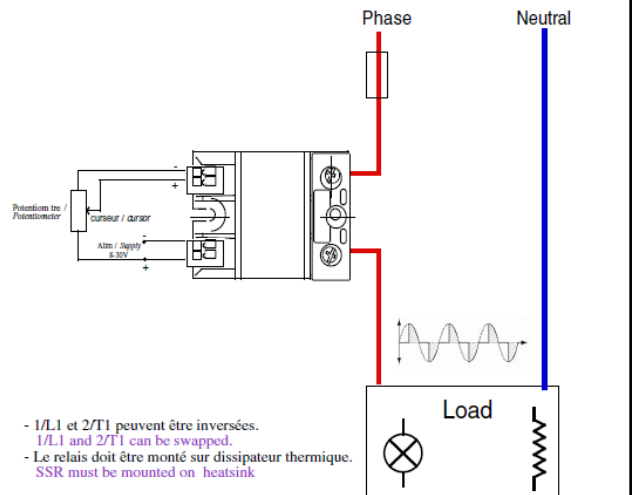 Phase
Neutral
-
+
Potentiom tre /
Potentiometer
curseur / cursor
Alim / Supply
8-30V
-
+
Load
- 1/L1 et 2/T1 peuvent être inversées.
1/L1 and 2/T1 can be swapped.
- Le relais doit être monté sur dissipateur thermique.
SSR must be mounted on heatsink